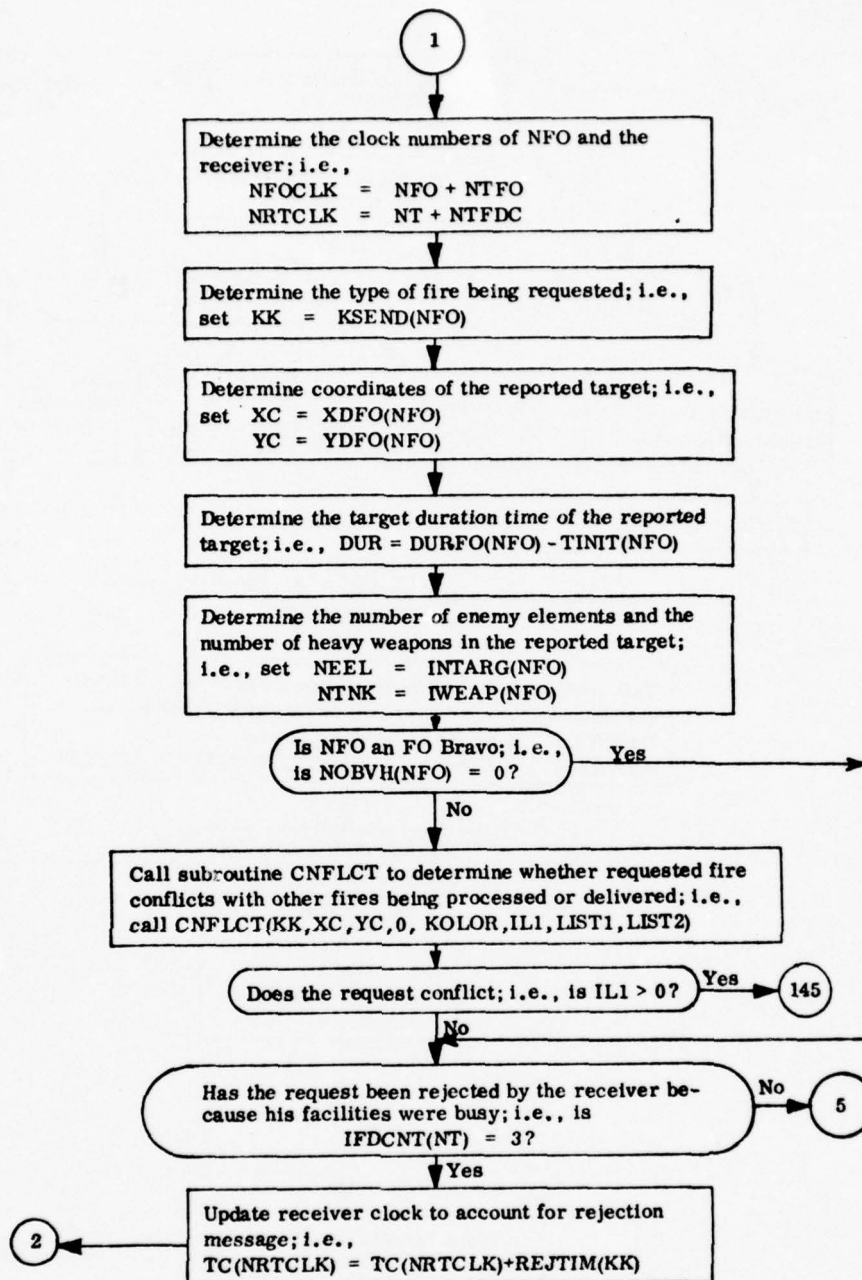 1
Determine the clock numbers of NFO and the
receiver; i.e.,
NFOCLK = NFO + NTFO
NRTCLK = NT + NTFDC
Determine the type of fire being requested; i.e.,
set KK = KSEND(NFO)
Determine coordinates of the reported target; i.e.,
set XC = XDFO(NFO)
YC = YDFO(NFO)
Determine the target duration time of the reported
target; i.e., DUR = DURFO(NFO) - TINIT(NFO)
Determine the number of enemy elements and the
number of heavy weapons in the reported target;
i.e., set NEEL = INTARG(NFO)
NTNK = IWEAP(NFO)
Is NFO an FO Bravo; i.e.,
is NOBVH(NFO) = 0?
Yes
No
Call subroutine CNFLCT to determine whether requested fire
conflicts with other fires being processed or delivered; i.e.,
call CNFLCT(KK,XC,YC,0, KOLOR,IL1,LIST1,LIST2)
Does the request conflict; i.e., is IL1 > 0?
Yes
145
No
Has the request been rejected by the receiver be-
cause his facilities were busy; i.e., is
IFDCNT(NT) = 3?
No
5
Yes
Update receiver clock to account for rejection
message; i.e.,
TC(NRTCLK) = TC(NRTCLK)+REJTIM(KK)
2